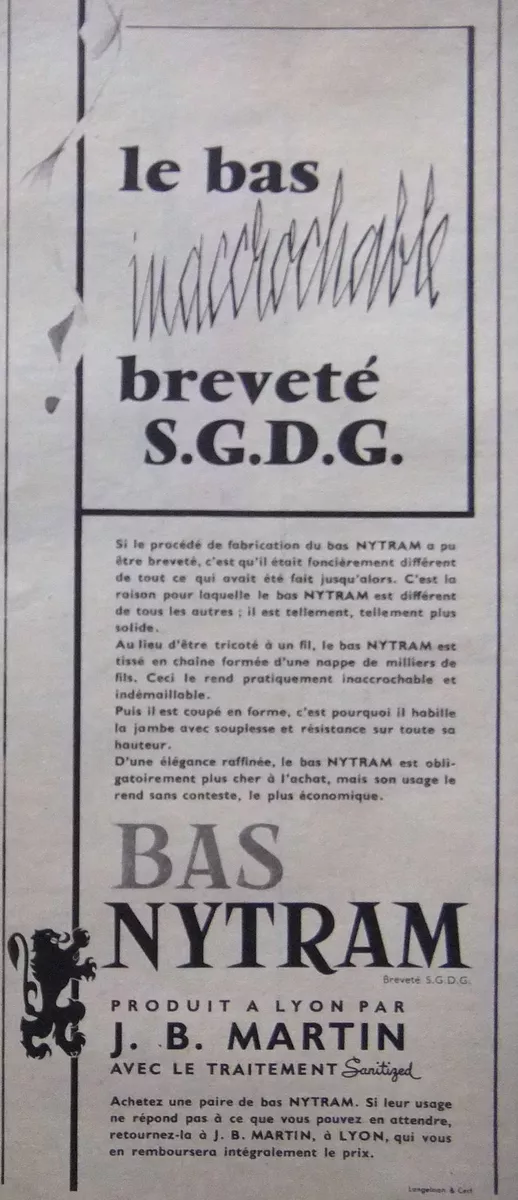 le bas
inaccrochable
breveté
S.G.D.G.
Si le procédé de fabrication du bas NYTRAM a pu
être breveté, c'est qu'il était foncièrement différent
de tout ce qui avait été fait jusqu'alors. C'est la
raison pour laquelle le bas NYTRAM est différent
de tous les autres ; il est tellement, tellement plus
solide.
Au lieu d'être tricoté à un fil, le bas NYTRAM est
tissé en chaîne formée d'une nappe de milliers de
fils. Ceci le rend pratiquement inaccrochable et
indémaillable.
Puis il est coupé en forme, c'est pourquoi il habille
la jambe avec souplesse et résistance sur toute sa
hauteur.
D'une élégance raffinée, le bas NYTRAM est obli-
gatoirement plus cher à l'achat, mais son usage le
rend sans conteste, le plus économique.
BAS
NYTRAM
Breveté S.G.D.G.
PRODUIT A LYON PAR
J. B. MARTIN
AVEC LE TRAITEMENT Sanitized
Achetez une paire de bas NYTRAM. Si leur usage
ne répond pas à ce que vous pouvez en attendre,
retournez-la à J. B. MARTIN, à LYON, qui vous
en remboursera intégralement le prix.
Langelaan & Cerf